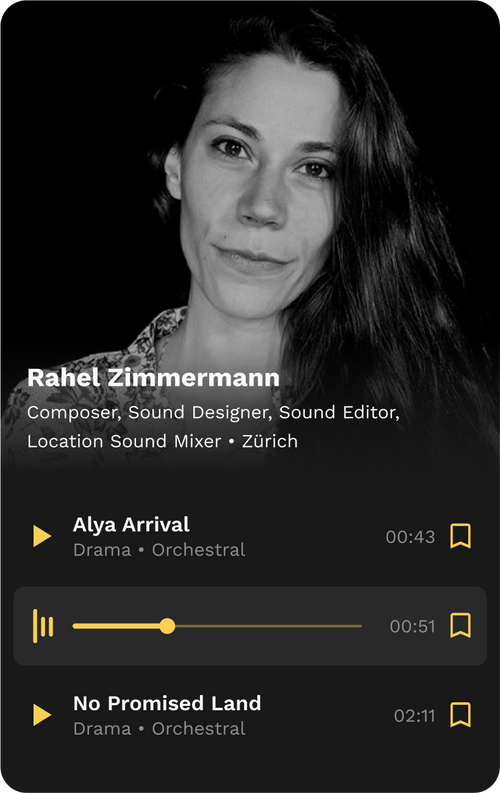 Rahel Zimmermann
Composer, Sound Designer, Sound Editor,
Location Sound Mixer • Zürich
Alya Arrival
Drama • Orchestral
00:43
00:51
No Promised Land
Drama • Orchestral
02:11